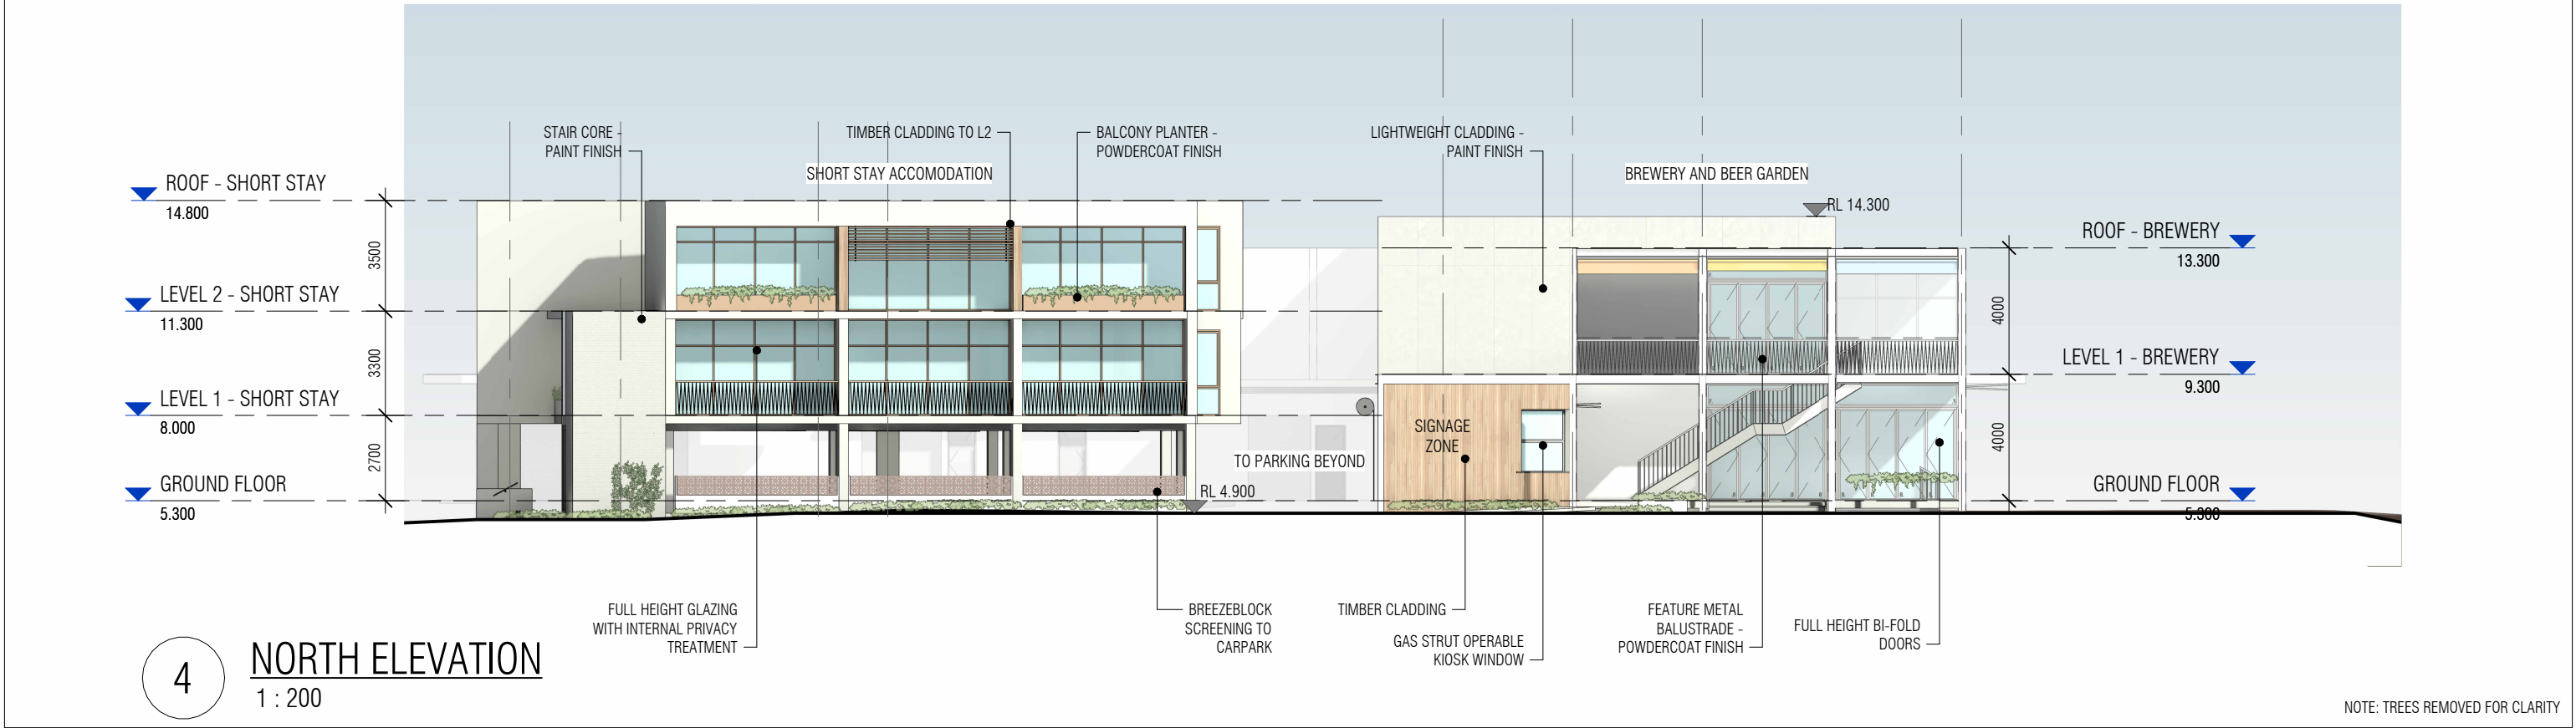 STAIR CORE -
PAINT FINISH
TIMBER CLADDING TO L2
BALCONY PLANTER -
POWDERCOAT FINISH
LIGHTWEIGHT CLADDING -
PAINT FINISH
SHORT STAY ACCOMODATION
BREWERY AND BEER GARDEN
ROOF - SHORT STAY
14.800
3500
LEVEL 2 - SHORT STAY
11.300
3300
LEVEL 1 - SHORT STAY
8.000
2700
GROUND FLOOR
5.300
RL 14.300
ROOF - BREWERY
13.300
4000
LEVEL 1 - BREWERY
9.300
4000
GROUND FLOOR
5.300
SIGNAGE
ZONE
TO PARKING BEYOND
RL 4.900
FULL HEIGHT GLAZING
WITH INTERNAL PRIVACY
TREATMENT
BREEZEBLOCK
SCREENING TO
CARPARK
TIMBER CLADDING
GAS STRUT OPERABLE
KIOSK WINDOW
FEATURE METAL
BALUSTRADE -
POWDERCOAT FINISH
FULL HEIGHT BI-FOLD
DOORS
4
NORTH ELEVATION
1 : 200
NOTE: TREES REMOVED FOR CLARITY